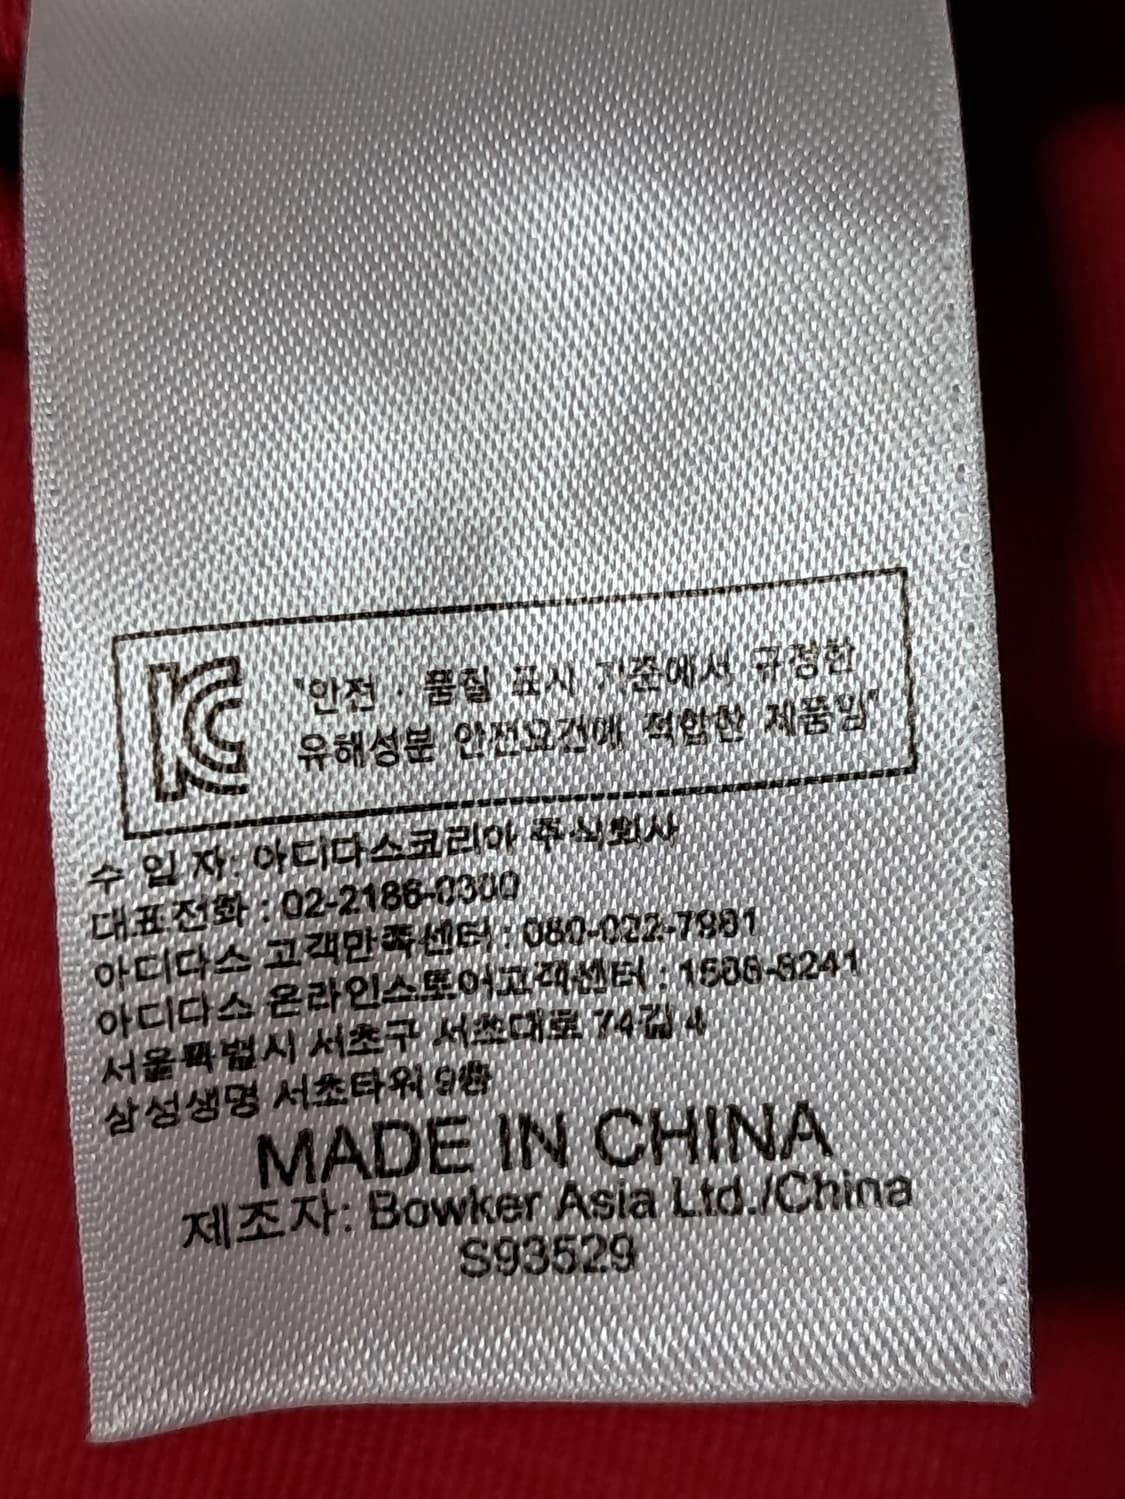 KC
"안전 · 품질 표시 기준에서 규정한
유해성분 안전요건에 적합한 제품임"
수 입 자: 아디다스코리아 주식회사
대표전화 : 02-2186-0300
아디다스 고객만족센터 : 080-022-7981
아디다스 온라인스토어고객센터 : 1588-8241
서울특별시 서초구 서초대로 74길 4
삼성생명 서초타워 9층
MADE IN CHINA
제조자: Bowker Asia Ltd./China
S93529